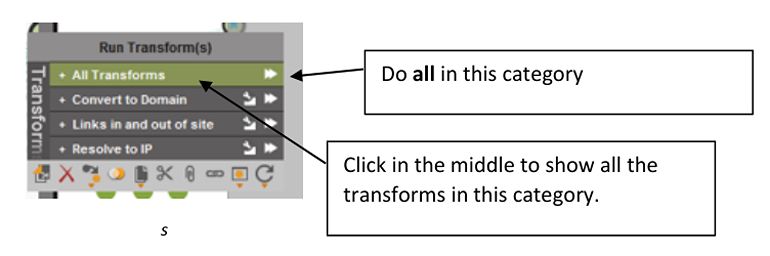 Run Transform(s)
Transform
+ All Transforms
+ Convert to Domain
+ Links in and out of site
+ Resolve to IP
Do all in this category
Click in the middle to show all the
transforms in this category.
s